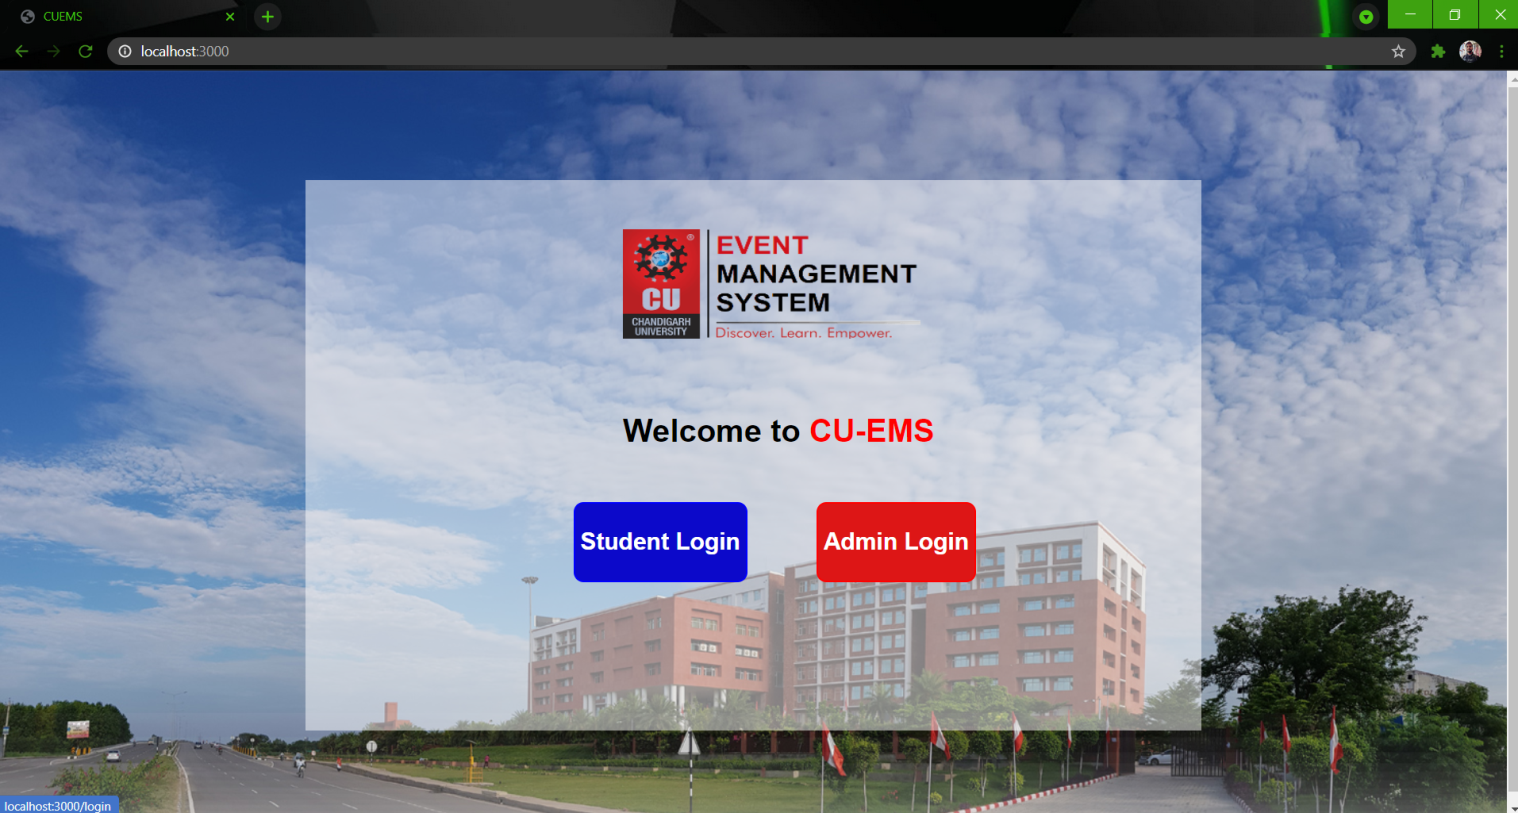 CUEMS
localhost:3000
EVENT
MANAGEMENT
SYSTEM
Discover. Learn. Empower.
®
CU
CHANDIGARH
UNIVERSITY
Welcome to CU-EMS
Student Login
Admin Login
localhost:3000/login